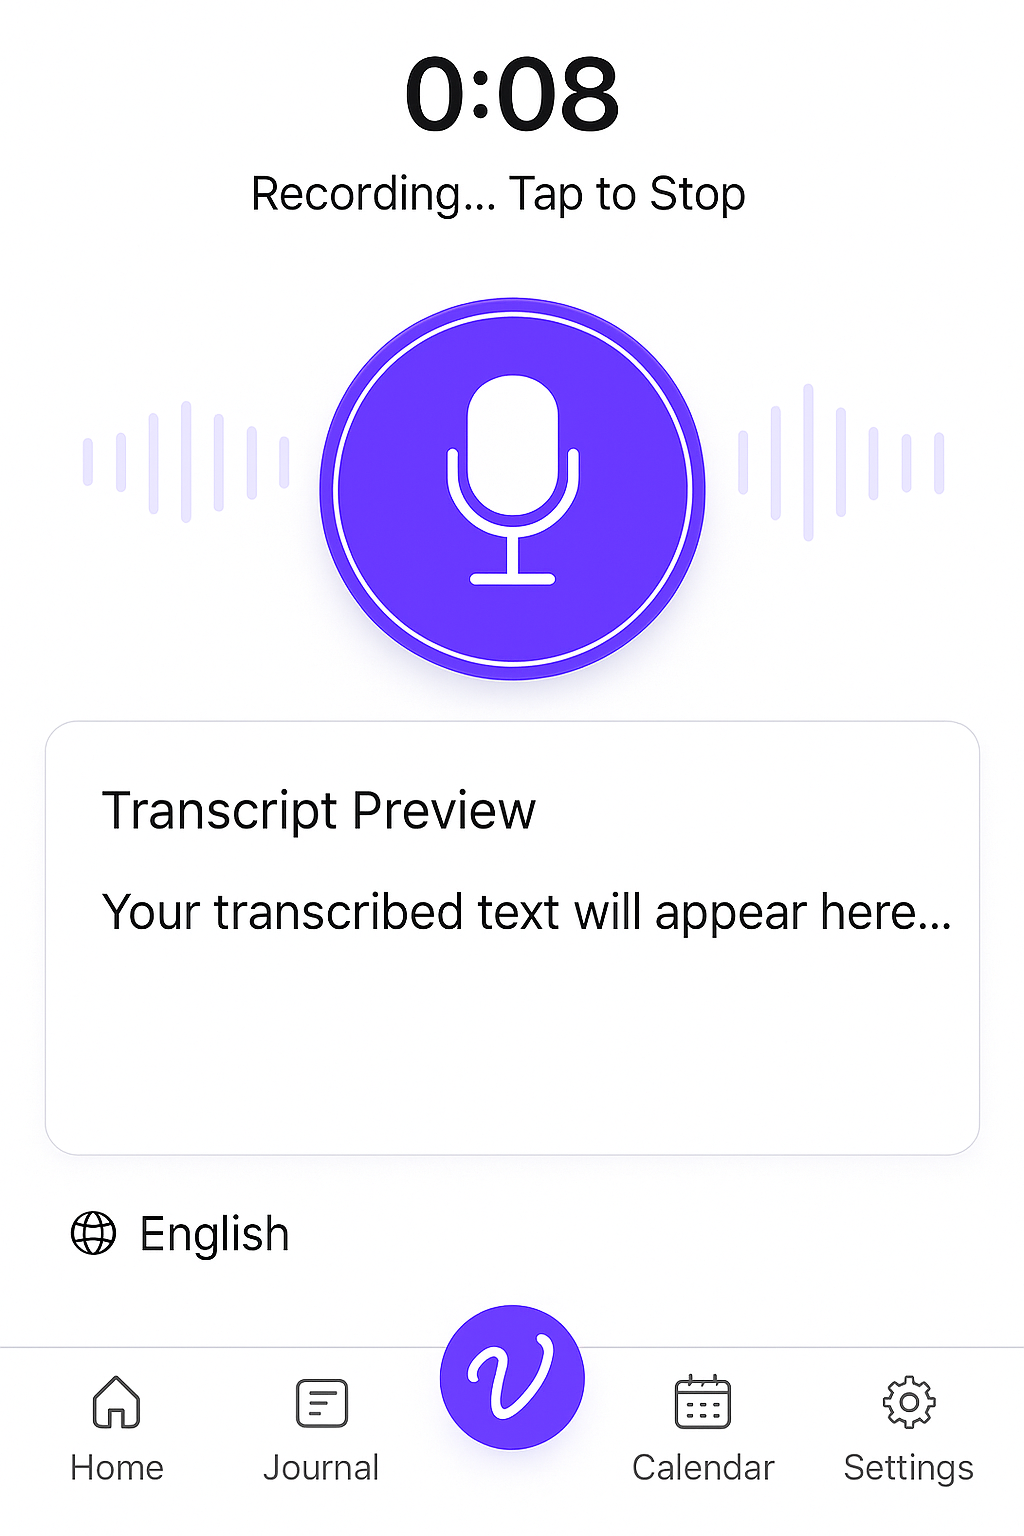 0:08
Recording... Tap to Stop
Transcript Preview
Your transcribed text will appear here...
English
V
Home
Journal
Calendar
Settings